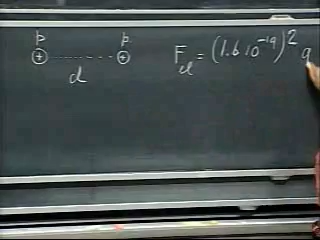 p p
+ +
d
F_el = (1.6 10^-19)^2 9